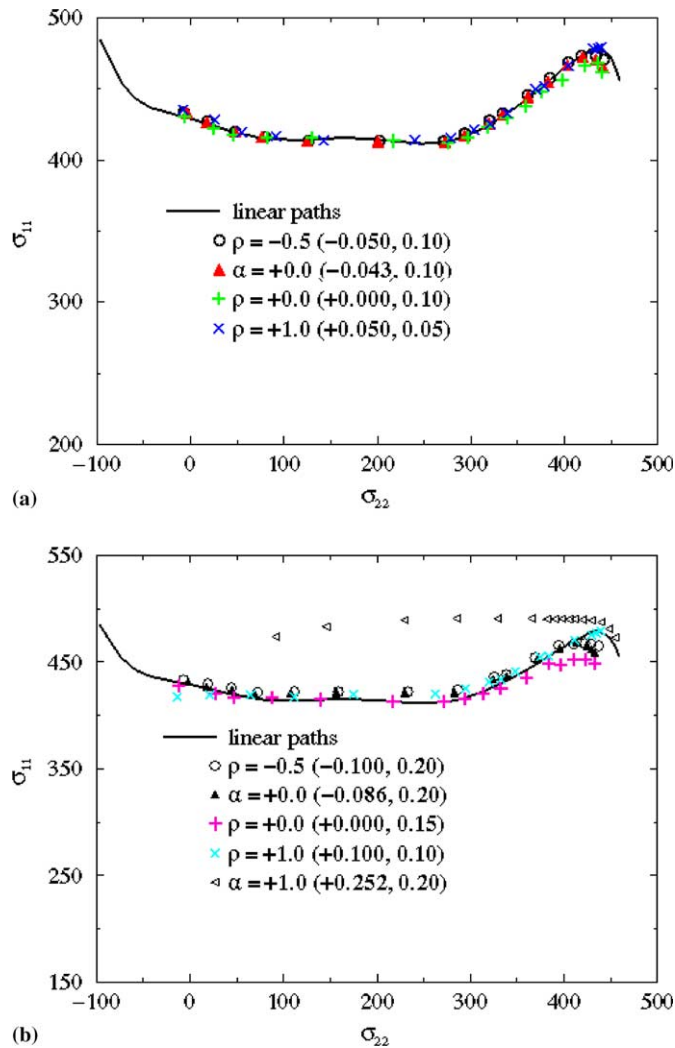 500
400
300
200
σ11
−100 0 100 200 300 400 500
σ22
linear paths
ρ = −0.5 (−0.050, 0.10)
α = +0.0 (−0.043, 0.10)
ρ = +0.0 (+0.000, 0.10)
ρ = +1.0 (+0.050, 0.05)
(a)
550
450
350
250
150
σ11
−100 0 100 200 300 400 500
σ22
linear paths
ρ = −0.5 (−0.100, 0.20)
α = +0.0 (−0.086, 0.20)
ρ = +0.0 (+0.000, 0.15)
ρ = +1.0 (+0.100, 0.10)
α = +1.0 (+0.252, 0.20)
(b)